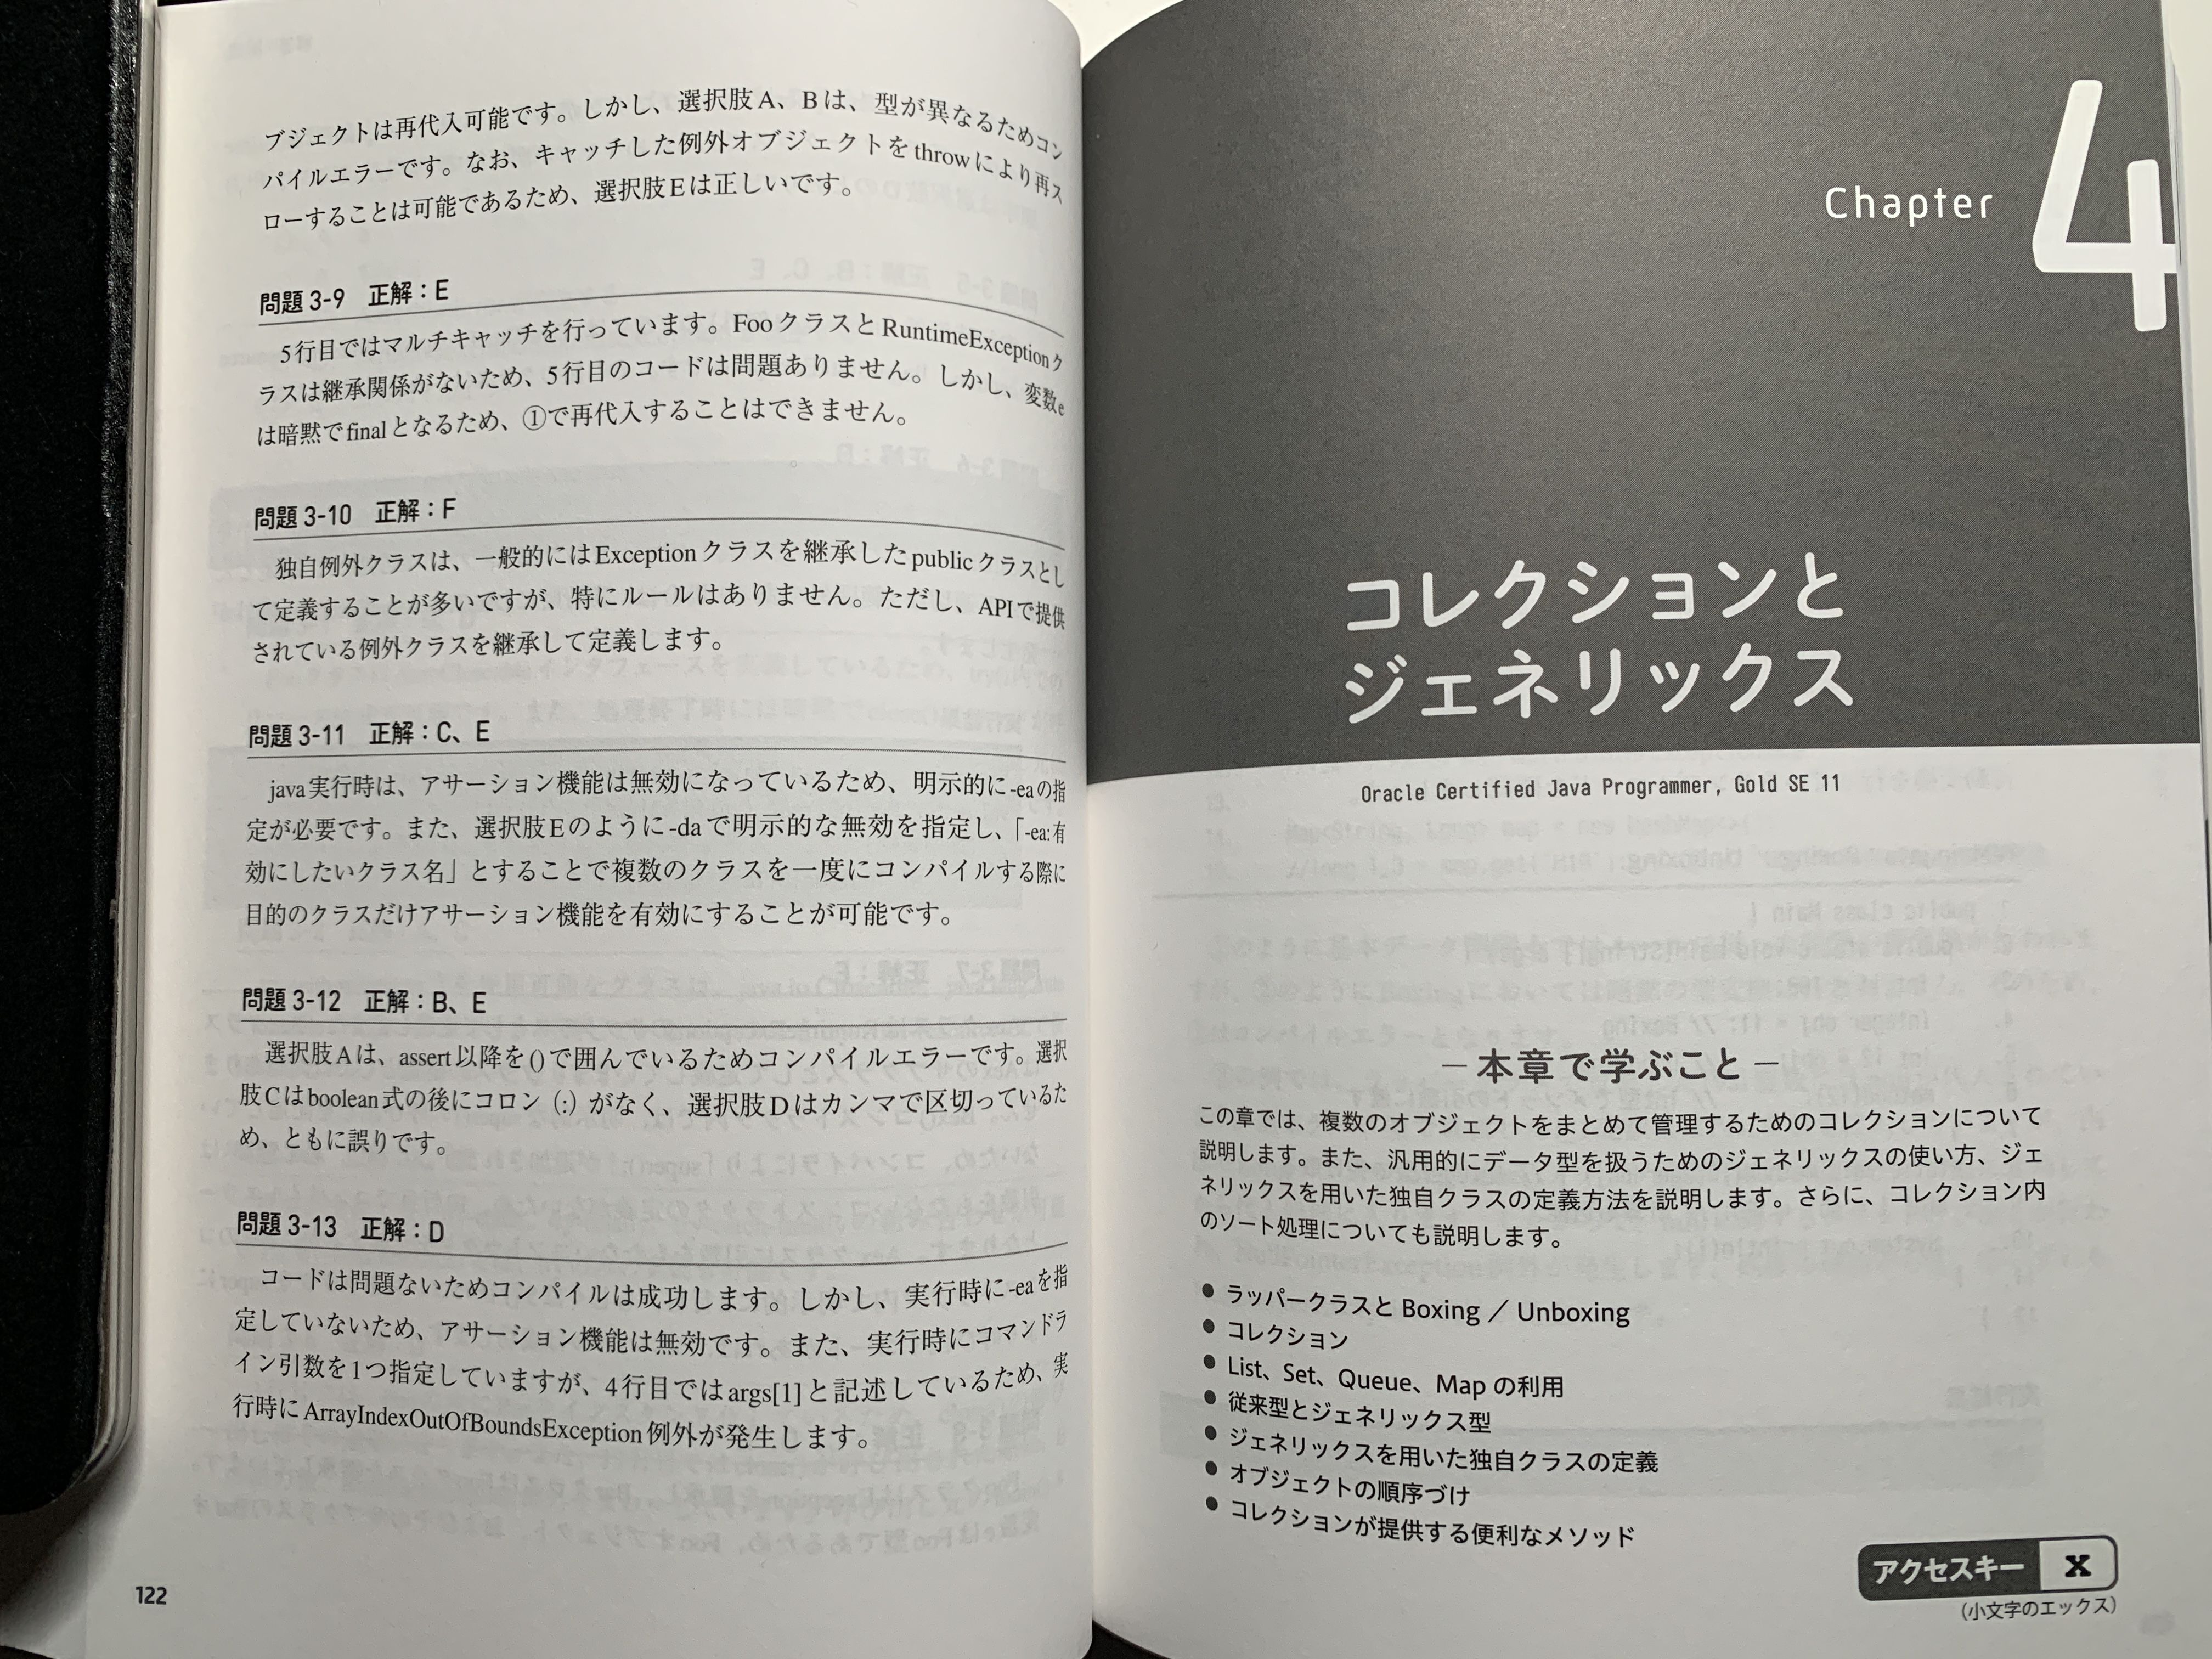 ブジェクトは再代入可能です。しかし、選択肢A、Bは、型が異なるためコン
パイルエラーです。なお、キャッチした例外オブジェクトをthrowにより再ス
ローすることは可能であるため、選択肢Eは正しいです。
問題 3-9 正解：E
5行目ではマルチキャッチを行っています。FooクラスとRuntimeExceptionク
ラスは継承関係がないため、5行目のコードは問題ありません。しかし、変数e
は暗黙でfinalとなるため、①で再代入することはできません。
問題 3-10 正解：F
独自例外クラスは、一般的にはExceptionクラスを継承したpublicクラスとし
て定義することが多いですが、特にルールはありません。ただし、APIで提供
されている例外クラスを継承して定義します。
問題 3-11 正解：C、E
java実行時は、アサーション機能は無効になっているため、明示的に-eaの指
定が必要です。また、選択肢Eのように-daで明示的な無効を指定し、「-ea:有
効にしたいクラス名」とすることで複数のクラスを一度にコンパイルする際に
目的のクラスだけアサーション機能を有効にすることが可能です。
問題 3-12 正解：B、E
選択肢Aは、assert以降を()で囲んでいるためコンパイルエラーです。選択
肢Cはboolean式の後にコロン（:）がなく、選択肢Dはカンマで区切っているた
め、ともに誤りです。
問題 3-13 正解：D
コードは問題ないためコンパイルは成功します。しかし、実行時に-eaを指
定していないため、アサーション機能は無効です。また、実行時にコマンドラ
イン引数を1つ指定していますが、4行目ではargs[1]と記述しているため、実
行時にArrayIndexOutOfBoundsException例外が発生します。
122
Chapter 4
コレクションと
ジェネリックス
Oracle Certified Java Programmer, Gold SE 11
－本章で学ぶこと－
この章では、複数のオブジェクトをまとめて管理するためのコレクションについて
説明します。また、汎用的にデータ型を扱うためのジェネリックスの使い方、ジェ
ネリックスを用いた独自クラスの定義方法を説明します。さらに、コレクション内
のソート処理についても説明します。
● ラッパークラスと Boxing ／ Unboxing
● コレクション
● List、Set、Queue、Map の利用
● 従来型とジェネリックス型
● ジェネリックスを用いた独自クラスの定義
● オブジェクトの順序づけ
● コレクションが提供する便利なメソッド
アクセスキー x
（小文字のエックス）